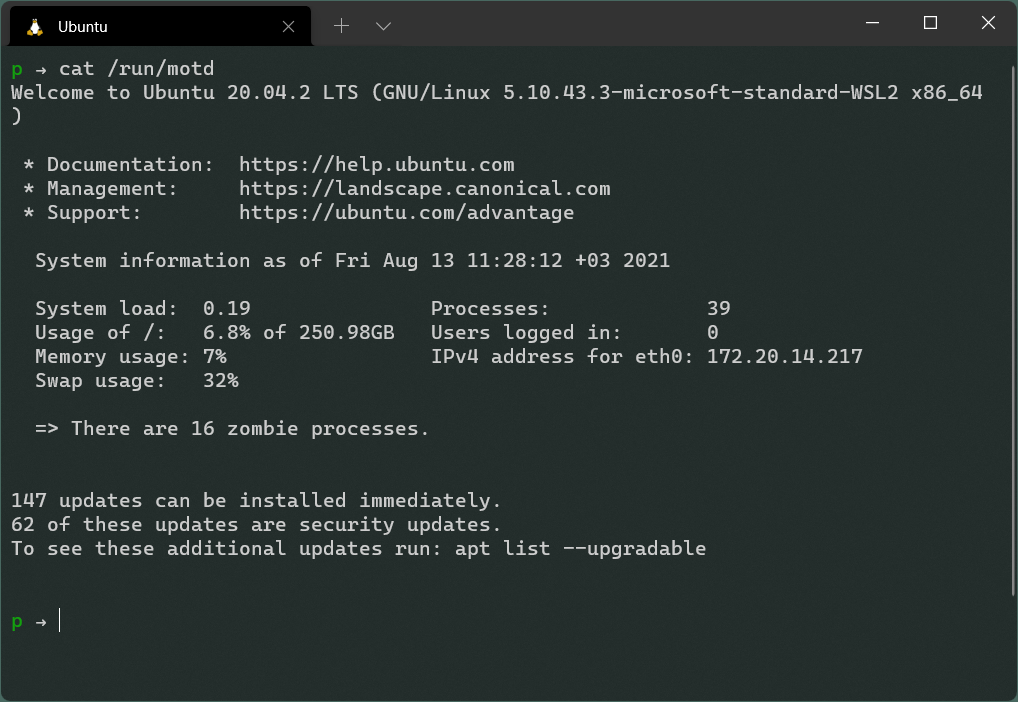 Ubuntu
p → cat /run/motd
Welcome to Ubuntu 20.04.2 LTS (GNU/Linux 5.10.43.3-microsoft-standard-WSL2 x86_64
)
* Documentation:  https://help.ubuntu.com
* Management:     https://landscape.canonical.com
* Support:        https://ubuntu.com/advantage
System information as of Fri Aug 13 11:28:12 +03 2021
System load:  0.19               Processes:             39
Usage of /:   6.8% of 250.98GB   Users logged in:       0
Memory usage: 7%                 IPv4 address for eth0: 172.20.14.217
Swap usage:   32%
=> There are 16 zombie processes.
147 updates can be installed immediately.
62 of these updates are security updates.
To see these additional updates run: apt list --upgradable
p →